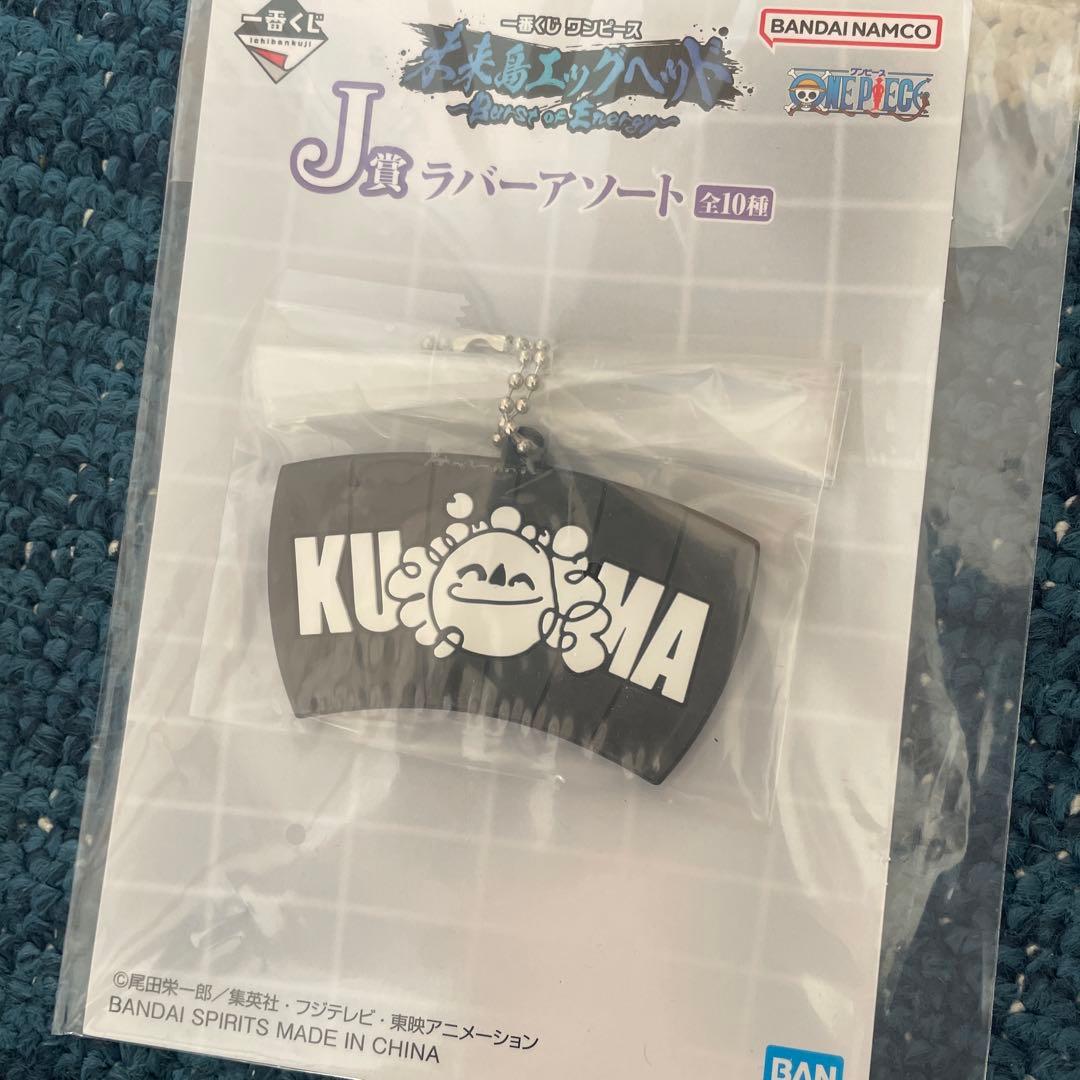 一番くじ
ichibankuji
一番くじ ワンピース
未来島エッグヘッド
~Burst of Energy~
BANDAI NAMCO
ワンピース
ONE PIECE
J賞 ラバーアソート 全10種
KUMA
©尾田栄一郎/集英社・フジテレビ・東映アニメーション
BANDAI SPIRITS MADE IN CHINA
BAN